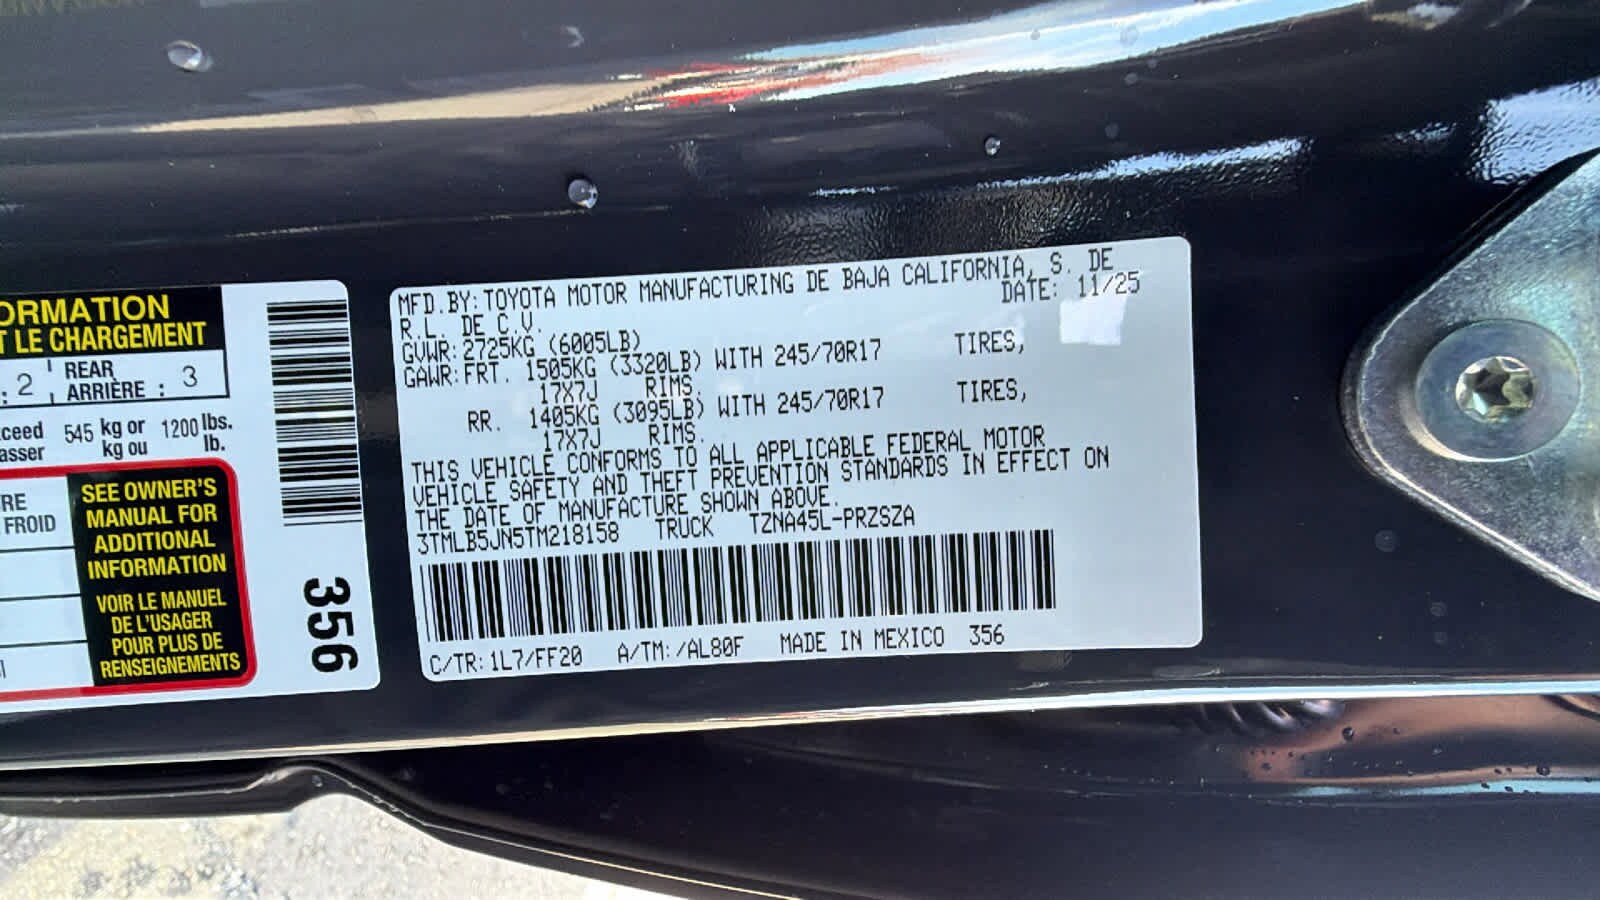 ORMATION
T LE CHARGEMENT
: 2 REAR ARRIÈRE : 3
xceed 545 kg or 1200 lbs.
asser kg ou lb.
RE
FROID
SEE OWNER'S
MANUAL FOR
ADDITIONAL
INFORMATION
VOIR LE MANUEL
DE L'USAGER
POUR PLUS DE
RENSEIGNEMENTS
356
MFD.BY:TOYOTA MOTOR MANUFACTURING DE BAJA CALIFORNIA, S. DE
R.L. DE C.V. DATE: 11/25
GVWR:2725KG (6005LB)
GAWR:FRT. 1505KG (3320LB) WITH 245/70R17 TIRES,
17X7J RIMS.
RR. 1405KG (3095LB) WITH 245/70R17 TIRES,
17X7J RIMS.
THIS VEHICLE CONFORMS TO ALL APPLICABLE FEDERAL MOTOR
VEHICLE SAFETY AND THEFT PREVENTION STANDARDS IN EFFECT ON
THE DATE OF MANUFACTURE SHOWN ABOVE.
3TMLB5JN5TM218158 TRUCK TZNA45L-PRZSZA
C/TR:1L7/FF20 A/TM:/AL80F MADE IN MEXICO 356